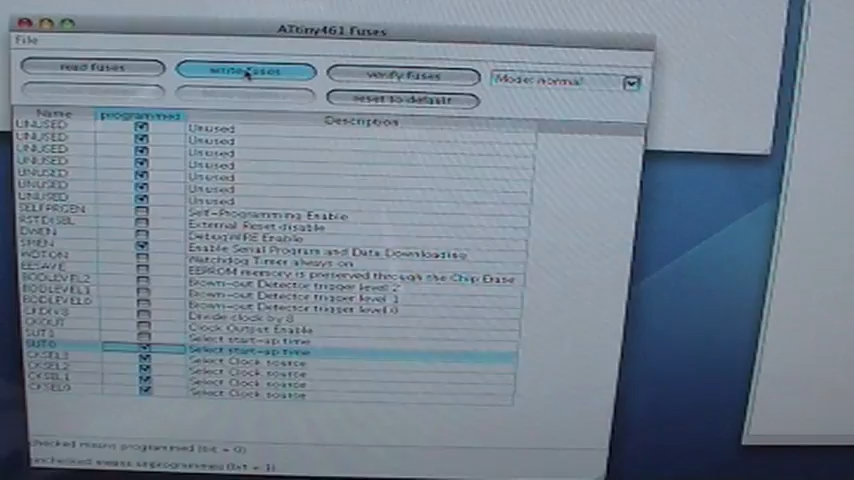 ATtiny461 Fuses
File
read fuses write fuses verify fuses Mode: normal
reset to default
Name programmed Description
UNUSED Unused
UNUSED Unused
UNUSED Unused
UNUSED Unused
UNUSED Unused
UNUSED Unused
UNUSED Unused
SELFPRGEN Self-Programming Enable
RSTDISBL External Reset disable
DWEN DebugWIRE Enable
SPIEN Enable Serial Program and Data Downloading
WDTON Watchdog Timer always on
EESAVE EEPROM memory is preserved through the Chip Erase
BODLEVEL2 Brown-out Detector trigger level 2
BODLEVEL1 Brown-out Detector trigger level 1
BODLEVEL0 Brown-out Detector trigger level 0
CKDIV8 Divide clock by 8
CKOUT Clock Output Enable
SUT1 Select start-up time
SUT0 Select start-up time
CKSEL3 Select Clock source
CKSEL2 Select Clock source
CKSEL1 Select Clock source
CKSEL0 Select Clock source
checked means programmed (bit = 0)
unchecked means unprogrammed (bit = 1)